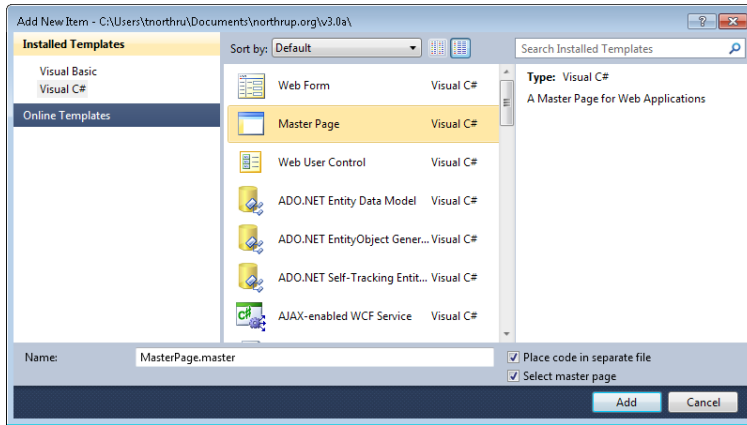 Add New Item - C:\Users\tnorthru\Documents\northrup.org\v3.0a\
Installed Templates
Visual Basic
Visual C#
Online Templates
Sort by: Default
Search Installed Templates
Web Form Visual C#
Master Page Visual C#
Web User Control Visual C#
ADO.NET Entity Data Model Visual C#
ADO.NET EntityObject Gener... Visual C#
ADO.NET Self-Tracking Entit... Visual C#
AJAX-enabled WCF Service Visual C#
Type: Visual C#
A Master Page for Web Applications
Name: MasterPage.master
Place code in separate file
Select master page
Add Cancel